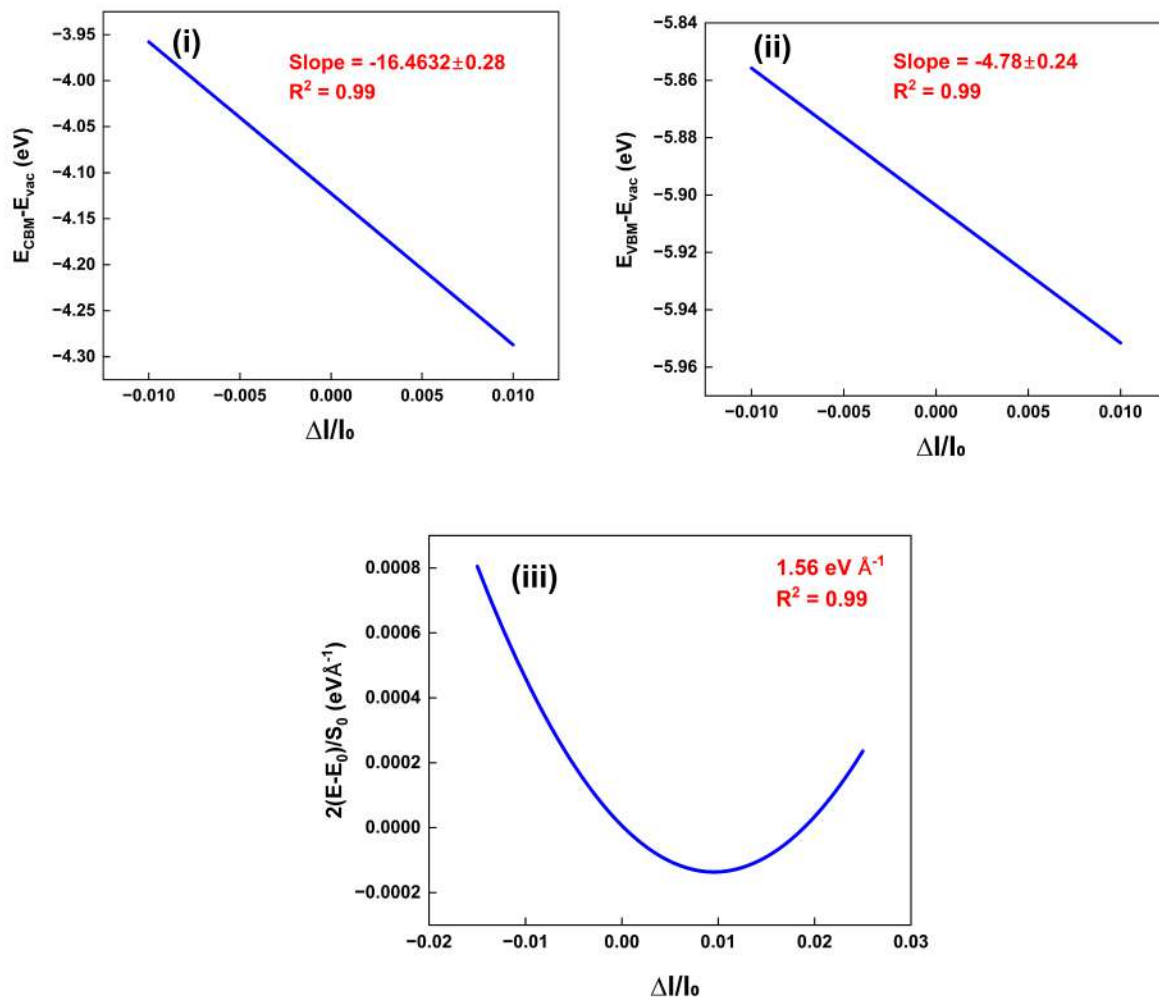 (i)
Slope = -16.4632±0.28
R² = 0.99
E_CBM-E_vac (eV)
−3.95
−4.00
−4.05
−4.10
−4.15
−4.20
−4.25
−4.30
−0.010 −0.005 0.000 0.005 0.010
Δl/l₀
(ii)
Slope = -4.78±0.24
R² = 0.99
E_VBM-E_vac (eV)
−5.84
−5.86
−5.88
−5.90
−5.92
−5.94
−5.96
−0.010 −0.005 0.000 0.005 0.010
Δl/l₀
(iii)
1.56 eV Å⁻¹
R² = 0.99
2(E-E₀)/S₀ (eVÅ⁻¹)
0.0008
0.0006
0.0004
0.0002
0.0000
−0.0002
−0.02 −0.01 0.00 0.01 0.02 0.03
Δl/l₀